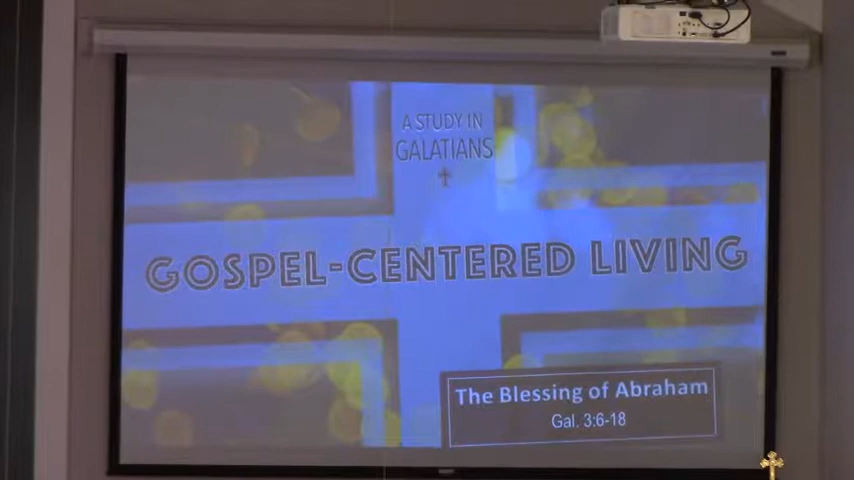 A STUDY IN
GALATIANS
GOSPEL-CENTERED LIVING
The Blessing of Abraham
Gal. 3:6-18